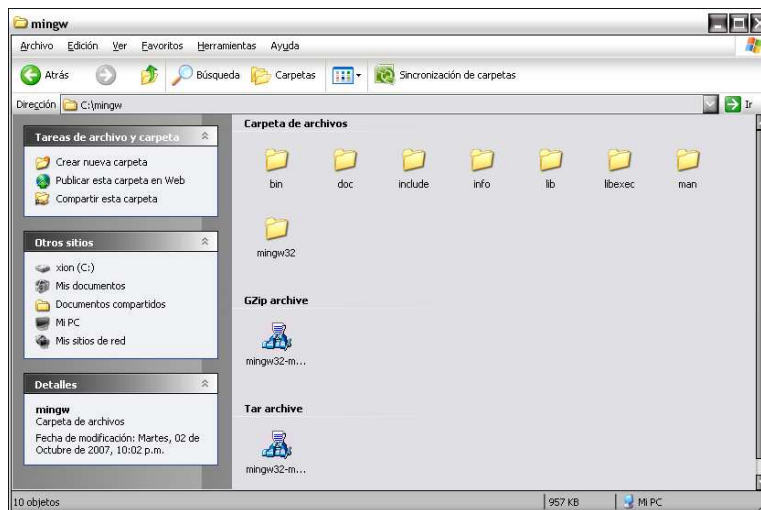 mingw
Archivo Edición Ver Favoritos Herramientas Ayuda
Atrás Búsqueda Carpetas Sincronización de carpetas
Dirección C:\mingw Ir
Tareas de archivo y carpeta
Crear nueva carpeta
Publicar esta carpeta en Web
Compartir esta carpeta
Otros sitios
xion (C:)
Mis documentos
Documentos compartidos
Mi PC
Mis sitios de red
Detalles
mingw
Carpeta de archivos
Fecha de modificación: Martes, 02 de
Octubre de 2007, 10:02 p.m.
Carpeta de archivos
bin doc include info lib libexec man
mingw32
GZip archive
mingw32-m...
Tar archive
mingw32-m...
10 objetos 957 KB Mi PC